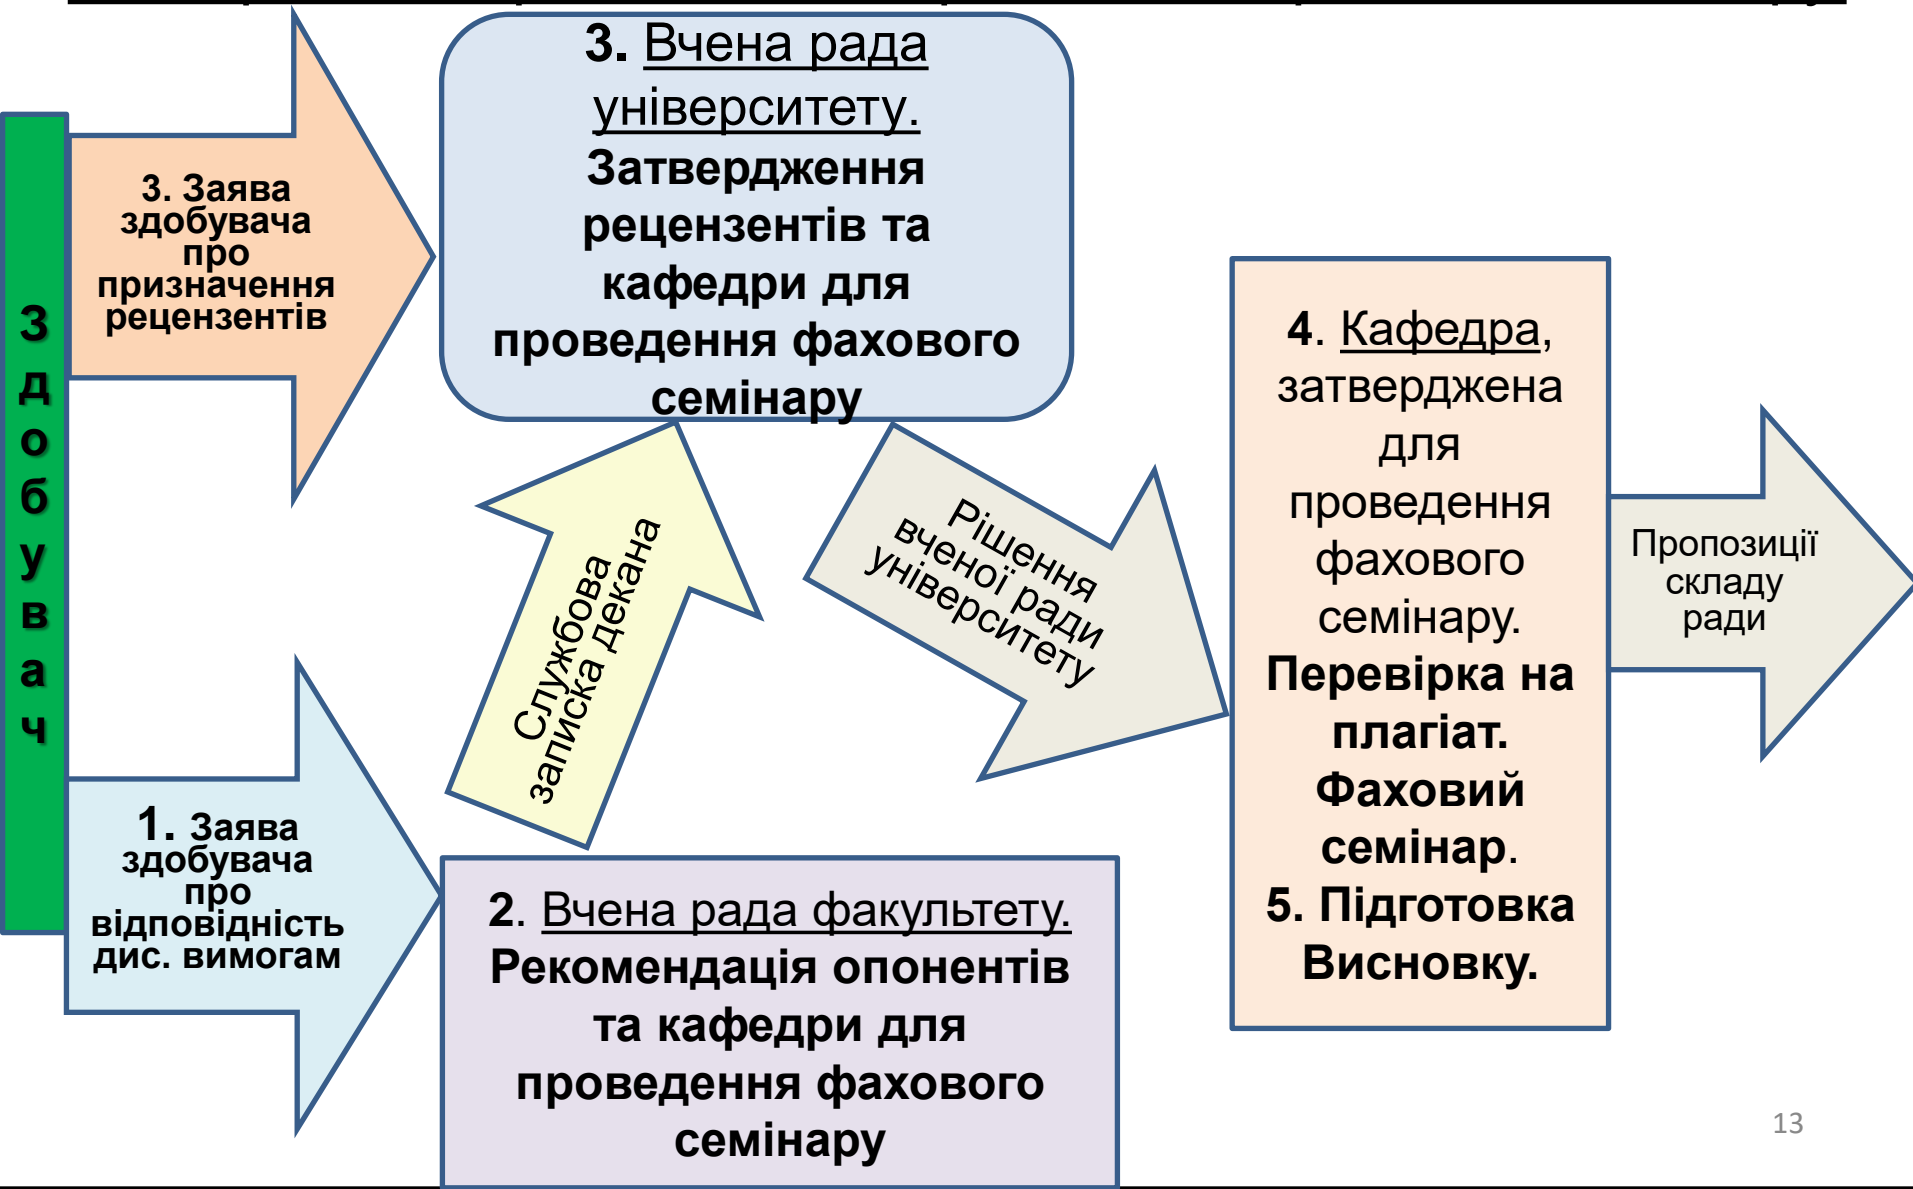 Здобувач
3. Заява
здобувача
про
призначення
рецензентів
3. Вчена рада
університету.
Затвердження
рецензентів та
кафедри для
проведення фахового
семінару
1. Заява
здобувача
про
відповідність
дис. вимогам
Службова
записка декана
2. Вчена рада факультету.
Рекомендація опонентів
та кафедри для
проведення фахового
семінару
Рішення
вченої ради
університету
4. Кафедра,
затверджена
для
проведення
фахового
семінару.
Перевірка на
плагіат.
Фаховий
семінар.
5. Підготовка
Висновку.
Пропозиції
складу
ради
13